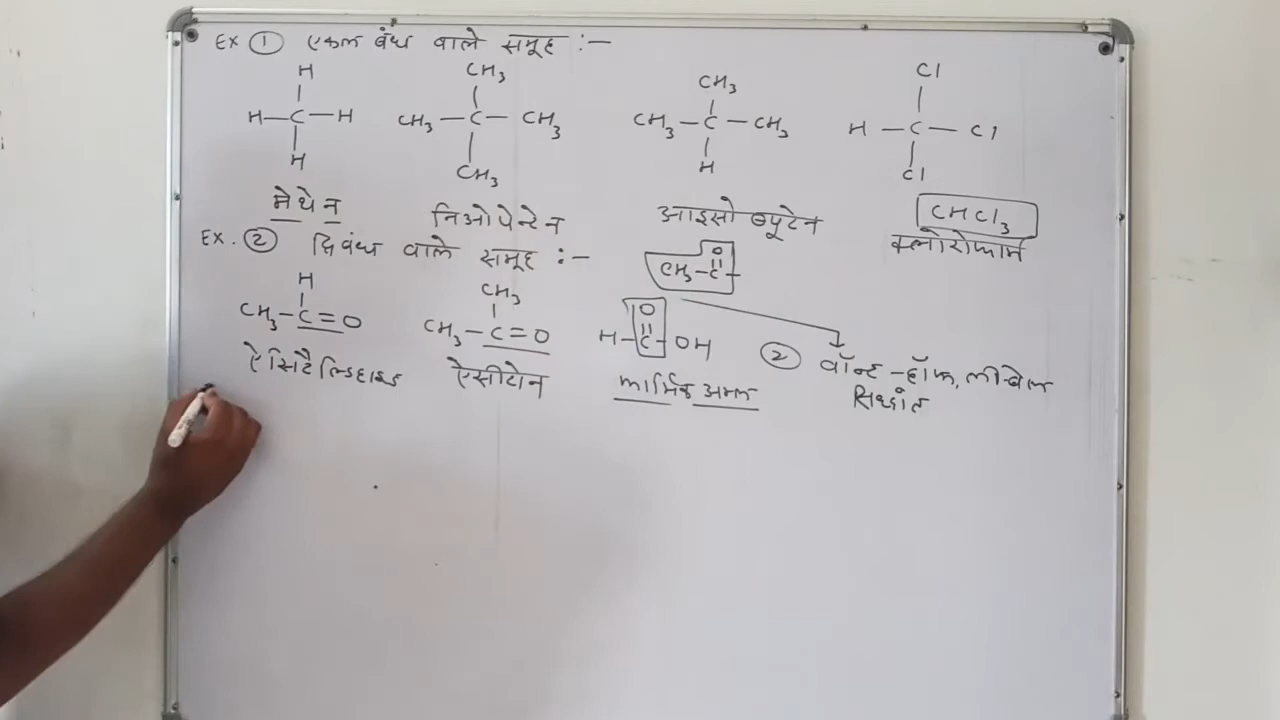 Ex ① एकल बंध वाले समूह :-
H CH₃ CH₃ Cl
H—C—H CH₃—C—CH₃ CH₃—C—CH₃ H—C—Cl
H CH₃ H Cl
मेथेन निओपेन्टेन आइसो ब्यूटेन CHCl₃
क्लोरोफार्म
Ex. ② द्विबंध वाले समूह :-
O
CH₃—C—
H CH₃ O
CH₃—C=O CH₃—C=O H—C—OH
ऐसिटैल्डिहाइड ऐसीटोन फार्मिक अम्ल
② वॉन्ट-हॉफ, ली बेल
सिद्धांत